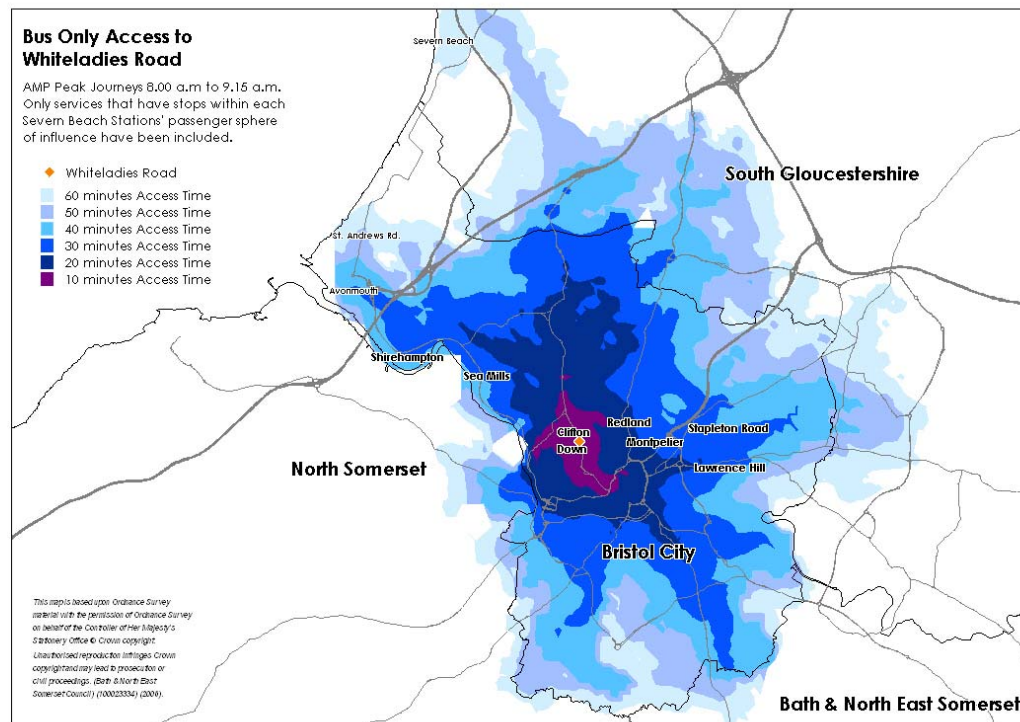 Bus Only Access to
Whiteladies Road
AMP Peak Journeys 8.00 a.m to 9.15 a.m.
Only services that have stops within each
Severn Beach Stations' passenger sphere
of influence have been included.
Whiteladies Road
60 minutes Access Time
50 minutes Access Time
40 minutes Access Time
30 minutes Access Time
20 minutes Access Time
10 minutes Access Time
Severn Beach
South Gloucestershire
St. Andrews Rd.
Avonmouth
Shirehampton
Sea Mills
Redland
Clifton
Down
Montpelier
Stapleton Road
Lawrence Hill
North Somerset
Bristol City
This map is based upon Ordnance Survey
material with the permission of Ordnance Survey
on behalf of the Controller of Her Majesty's
Stationery Office © Crown copyright.
Unauthorised reproduction infringes Crown
copyright and may lead to prosecution or
civil proceedings. (Bath & North East
Somerset Council) (100023334) (2006).
Bath & North East Somerset